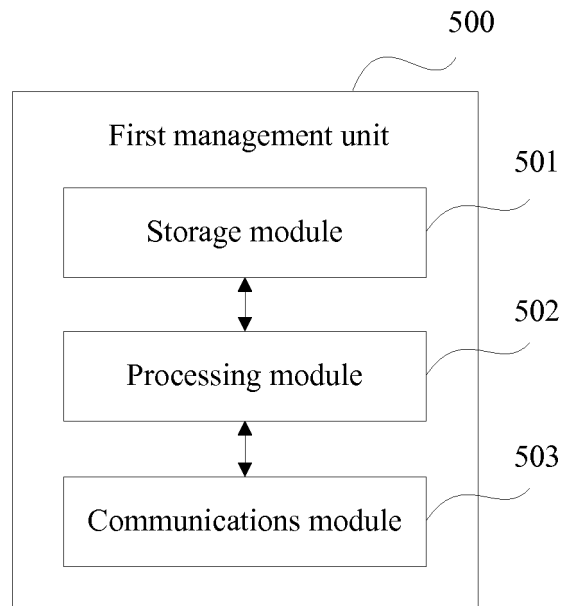 500
First management unit
501
Storage module
502
Processing module
503
Communications module